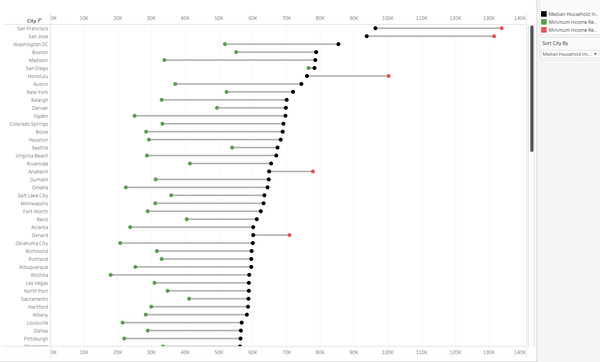 City
0K 10K 20K 30K 40K 50K 60K 70K 80K 90K 100K 110K 120K 130K 140K
San Francisco
San Jose
Washington DC
Boston
Madison
San Diego
Honolulu
Austin
New York
Raleigh
Denver
Ogden
Colorado Springs
Boise
Houston
Seattle
Virginia Beach
Riverside
Anaheim
Durham
Omaha
Salt Lake City
Minneapolis
Fort Worth
Reno
Atlanta
Oxnard
Oklahoma City
Richmond
Portland
Albuquerque
Wichita
Las Vegas
North Port
Sacramento
Hartford
Albany
Louisville
Dallas
Pittsburgh
0K 10K 20K 30K 40K 50K 60K 70K 80K 90K 100K 110K 120K 130K 140K
Median Household In...
Minimum Income Re...
Minimum Income Re...
Sort City By
Median Household Inc...